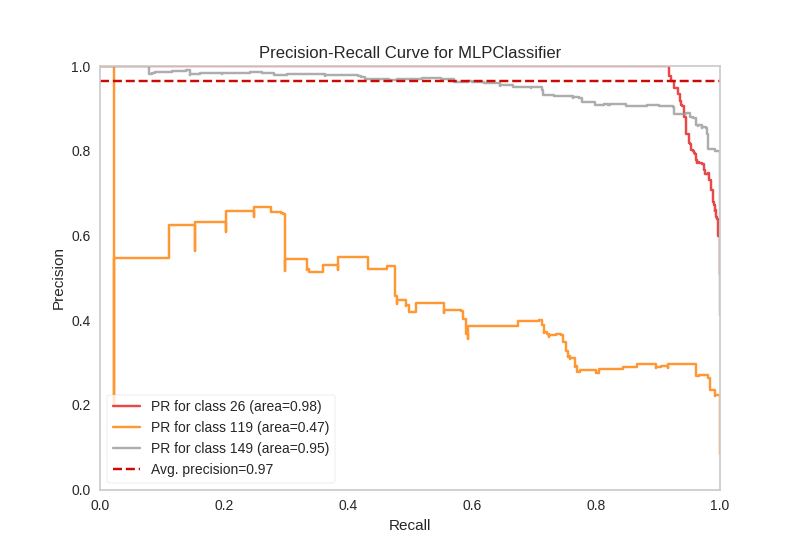 Precision-Recall Curve for MLPClassifier
1.0
0.8
0.6
0.4
0.2
0.0
Precision
PR for class 26 (area=0.98)
PR for class 119 (area=0.47)
PR for class 149 (area=0.95)
Avg. precision=0.97
0.0 0.2 0.4 0.6 0.8 1.0
Recall